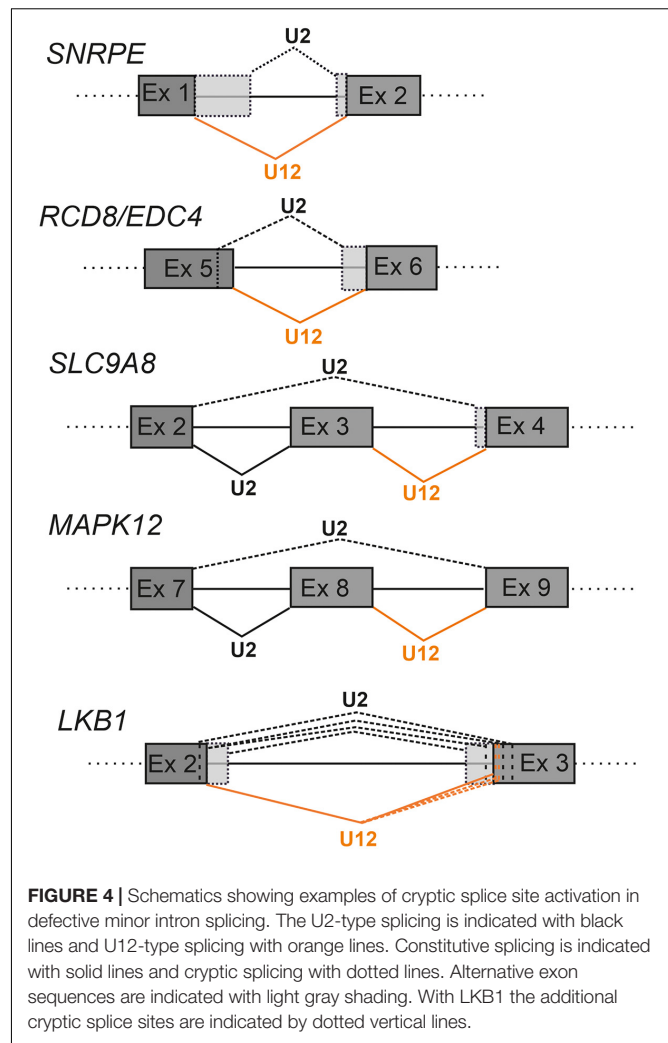 SNRPE
U2
Ex 1
Ex 2
U12
RCD8/EDC4
U2
Ex 5
Ex 6
U12
SLC9A8
U2
Ex 2
Ex 3
Ex 4
U2
U12
MAPK12
U2
Ex 7
Ex 8
Ex 9
U2
U12
LKB1
U2
Ex 2
Ex 3
U12
FIGURE 4 | Schematics showing examples of cryptic splice site activation in
defective minor intron splicing. The U2-type splicing is indicated with black
lines and U12-type splicing with orange lines. Constitutive splicing is indicated
with solid lines and cryptic splicing with dotted lines. Alternative exon
sequences are indicated with light gray shading. With LKB1 the additional
cryptic splice sites are indicated by dotted vertical lines.